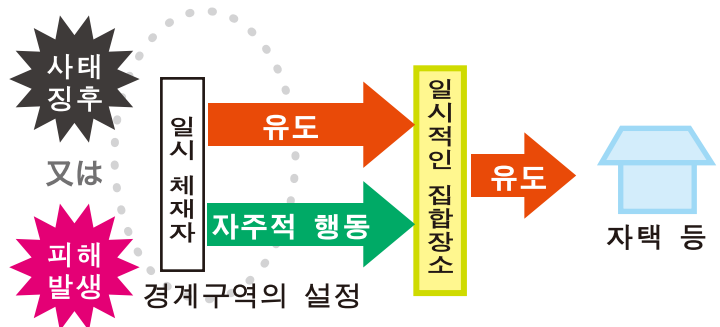 사태
징후
又は
피해
발생
일시 체재자
유도
자주적 행동
경계구역의 설정
일시적인 집합장소
유도
자택 등